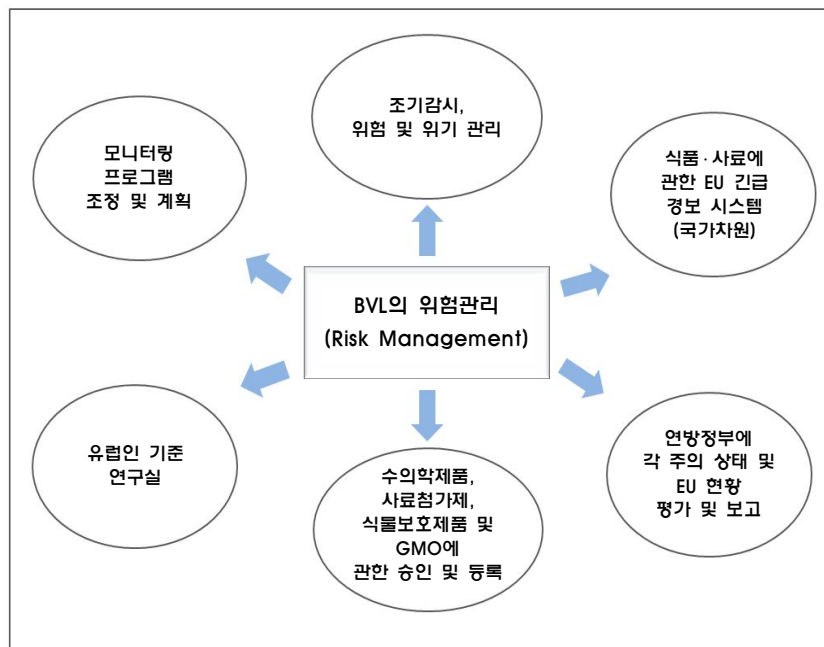 조기감시,
위험 및 위기 관리
모니터링
프로그램
조정 및 계획
식품·사료에
관한 EU 긴급
경보 시스템
(국가차원)
BVL의 위험관리
(Risk Management)
유럽인 기준
연구실
수의학제품,
사료첨가제,
식물보호제품 및
GMO에
관한 승인 및 등록
연방정부에
각 주의 상태 및
EU 현황
평가 및 보고